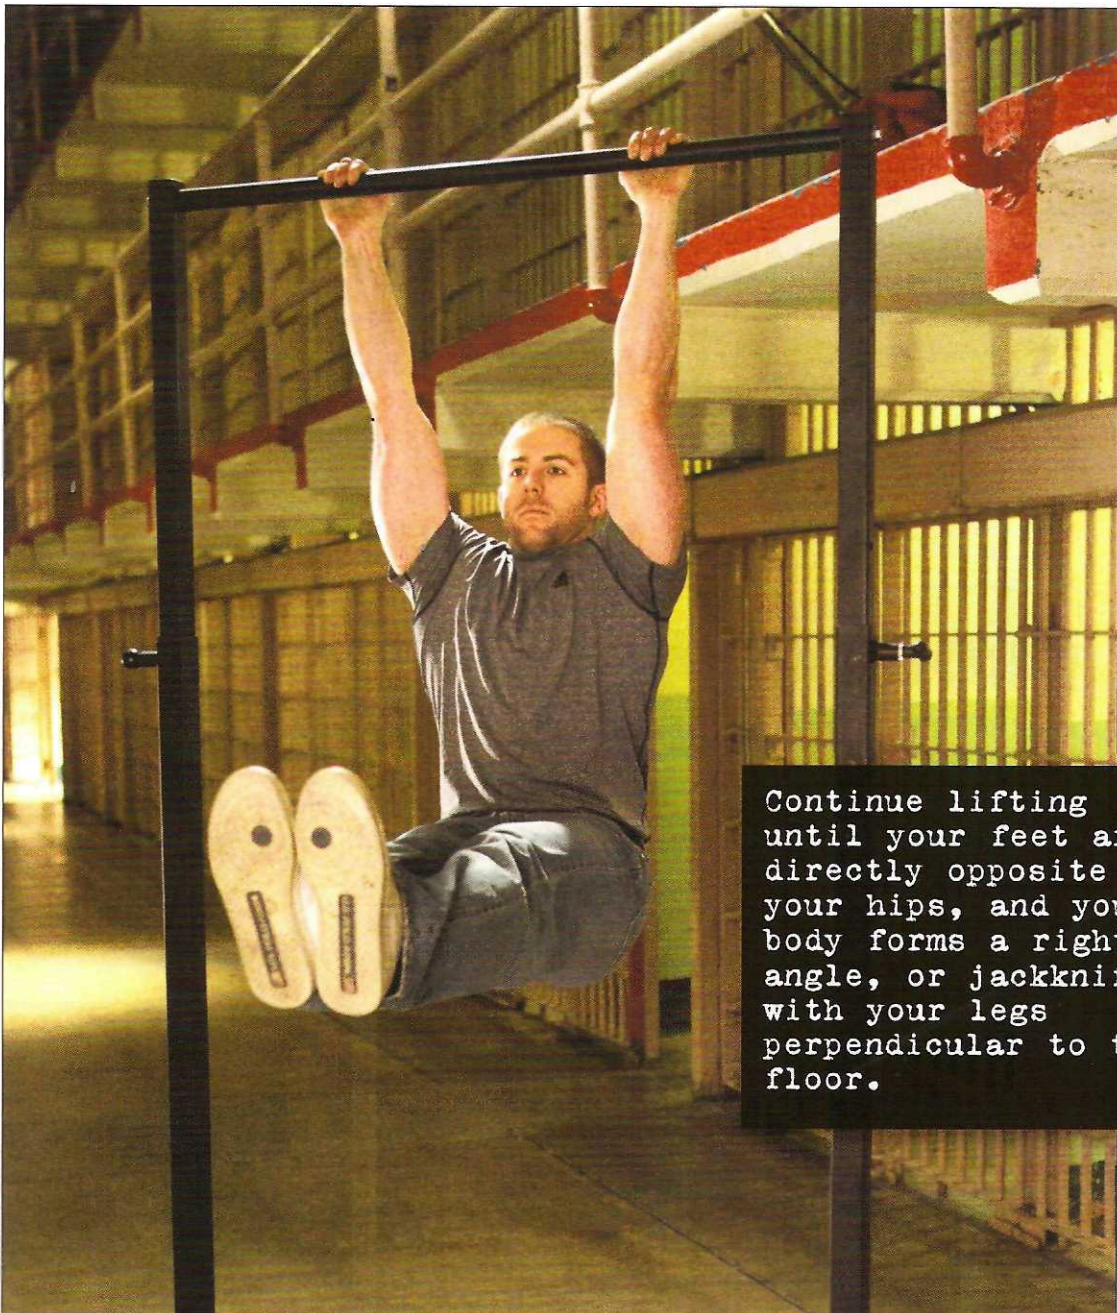 Continue lifting
until your feet
directly opposite
your hips, and
body forms a
angle, or
with your legs
perpendicular to
floor.